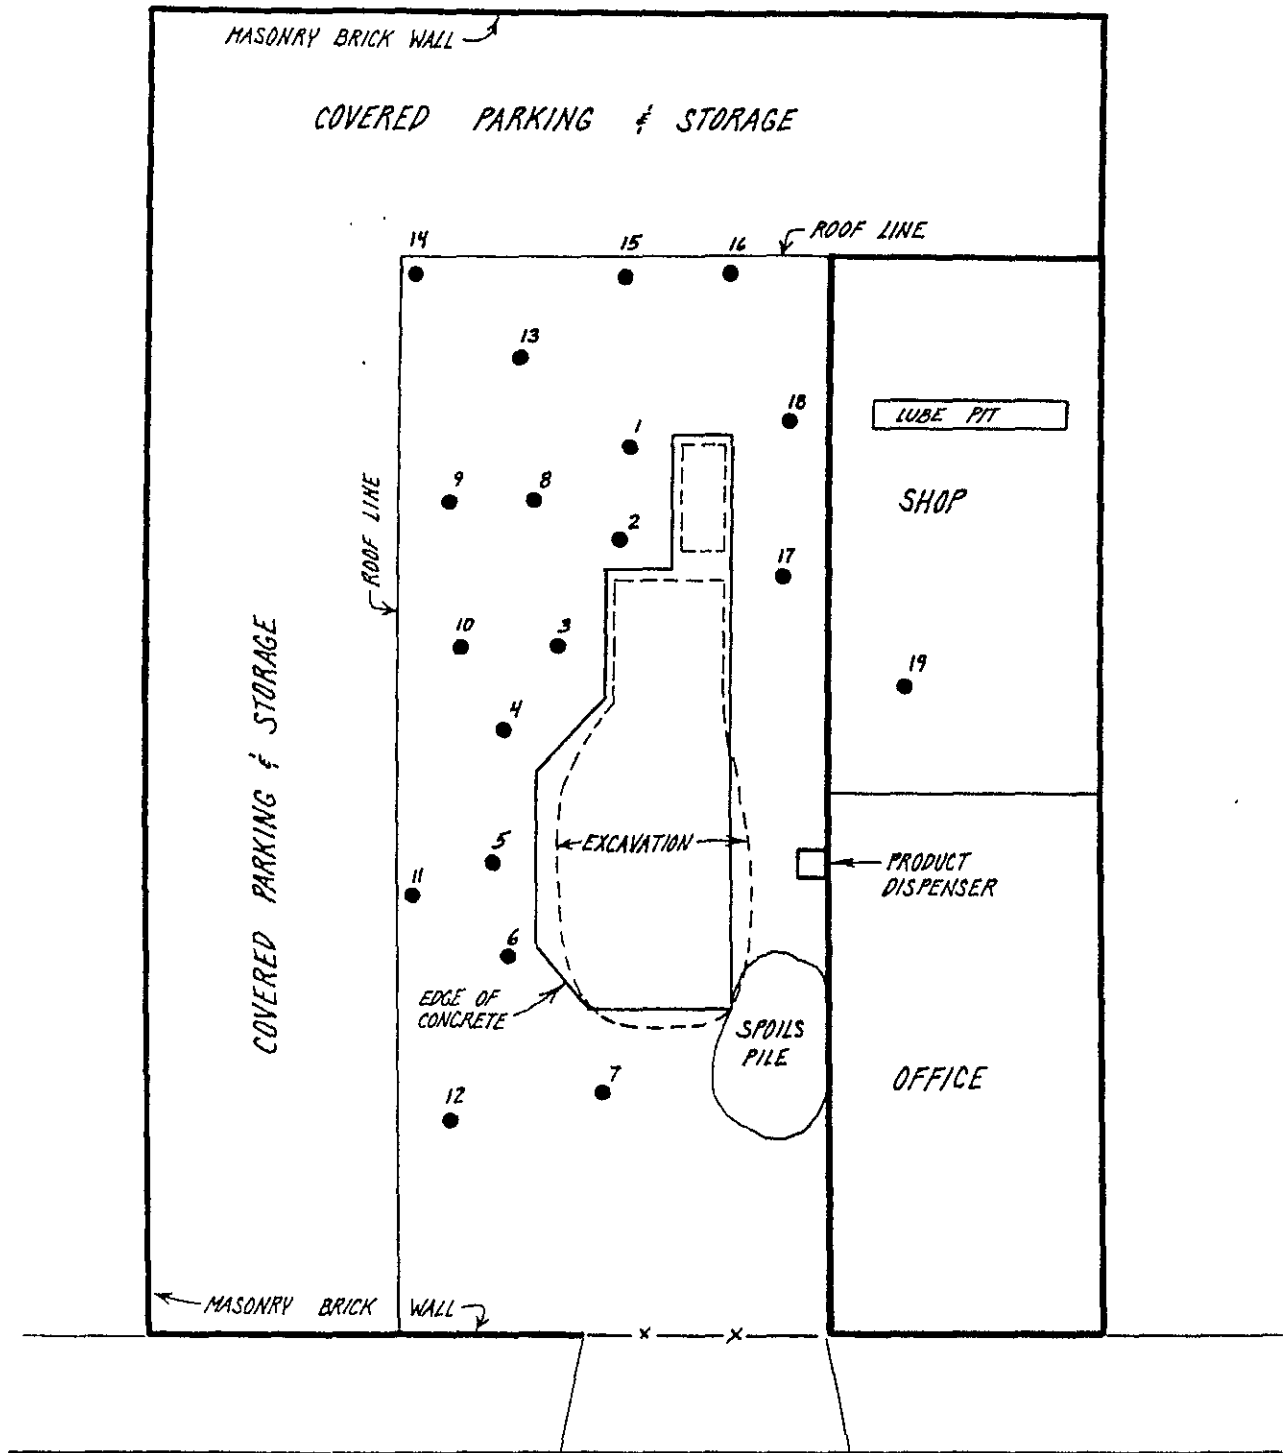 MASONRY BRICK WALL
COVERED PARKING & STORAGE
ROOF LINE
14
15
16
13
18
LUBE PIT
1
9
8
SHOP
2
ROOF LINE
17
10
3
19
4
COVERED PARKING & STORAGE
EXCAVATION
5
PRODUCT
DISPENSER
11
6
EDGE OF
CONCRETE
SPOILS
PILE
OFFICE
7
12
MASONRY BRICK WALL
x x